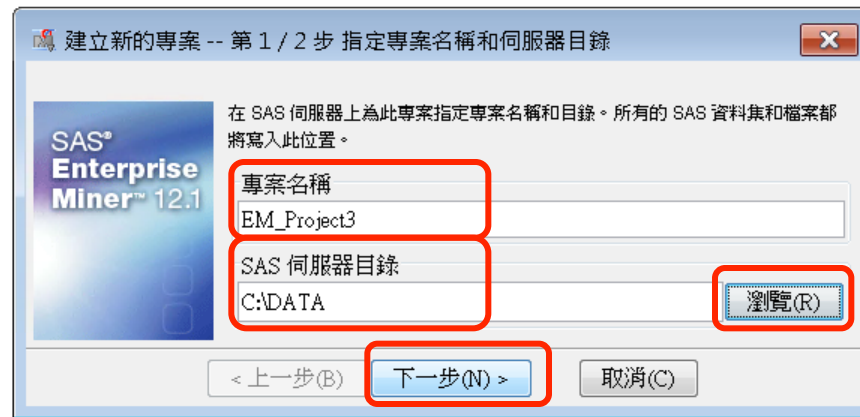 建立新的專案 -- 第 1 / 2 步 指定專案名稱和伺服器目錄
在 SAS 伺服器上為此專案指定專案名稱和目錄。所有的 SAS 資料集和檔案都
將寫入此位置。
SAS®
Enterprise
Miner™ 12.1
專案名稱
EM_Project3
SAS 伺服器目錄
C:\DATA
瀏覽(R)
< 上一步(B)
下一步(N) >
取消(C)